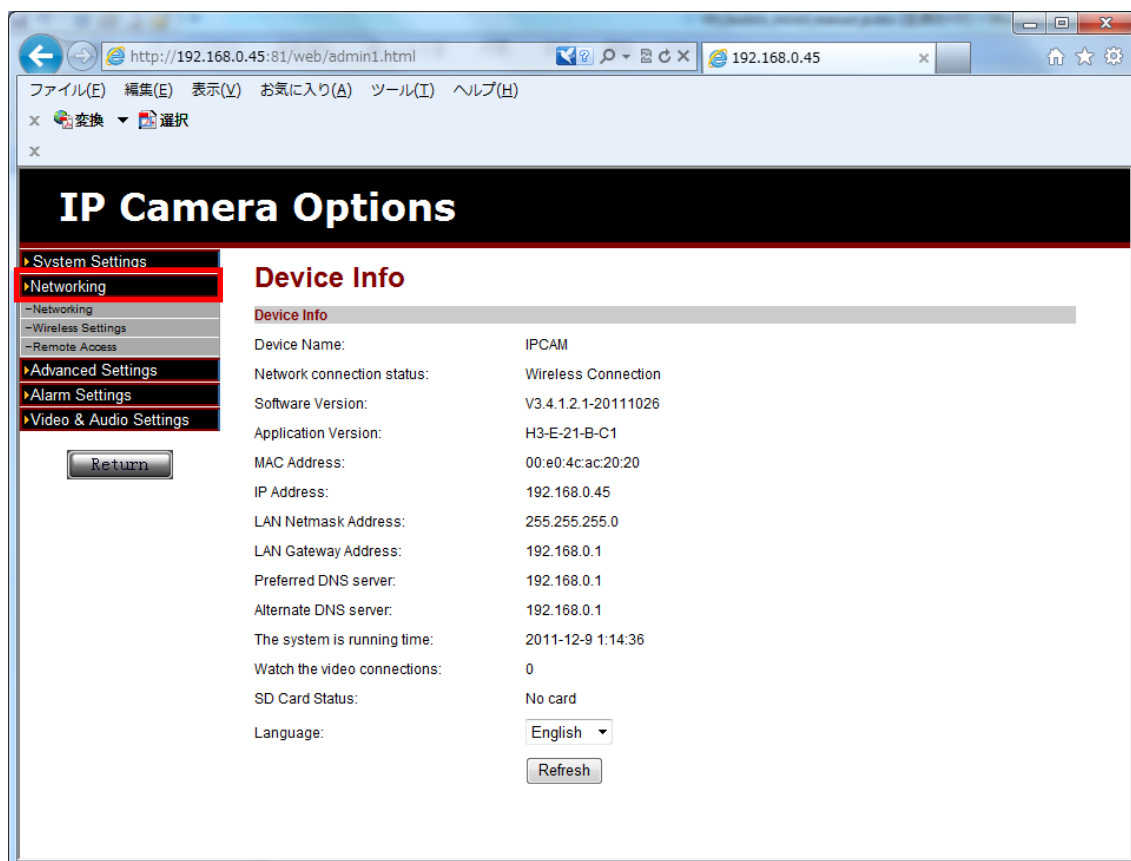 http://192.168.0.45:81/web/admin1.html
192.168.0.45
ファイル(F) 編集(E) 表示(V) お気に入り(A) ツール(T) ヘルプ(H)
x 変換 ▼ 選択
x
IP Camera Options
System Settings
Networking
-Networking
-Wireless Settings
-Remote Access
Advanced Settings
Alarm Settings
Video & Audio Settings
Return
Device Info
Device Info
Device Name: IPCAM
Network connection status: Wireless Connection
Software Version: V3.4.1.2.1-20111026
Application Version: H3-E-21-B-C1
MAC Address: 00:e0:4c:ac:20:20
IP Address: 192.168.0.45
LAN Netmask Address: 255.255.255.0
LAN Gateway Address: 192.168.0.1
Preferred DNS server: 192.168.0.1
Alternate DNS server: 192.168.0.1
The system is running time: 2011-12-9 1:14:36
Watch the video connections: 0
SD Card Status: No card
Language: English
Refresh